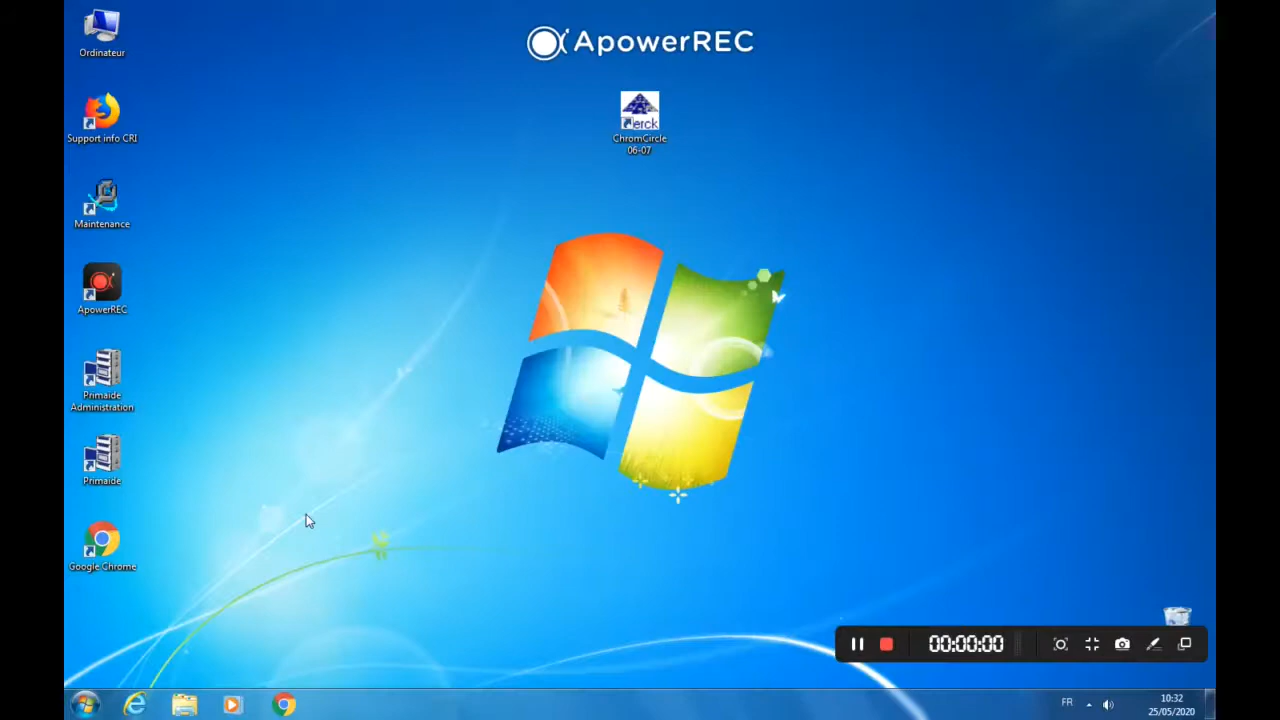 Ordinateur
ApowerREC
erck
ChromCircle
06-07
Support info CRI
Maintenance
ApowerREC
Primaide
Administration
Primaide
Google Chrome
00:00:00
FR
10:32
25/05/2020